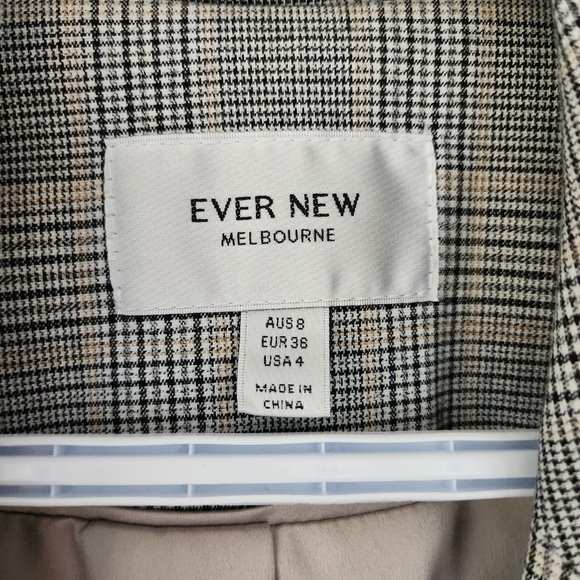 EVER NEW
MELBOURNE
AUS 8
EUR 36
USA 4
MADE IN
CHINA